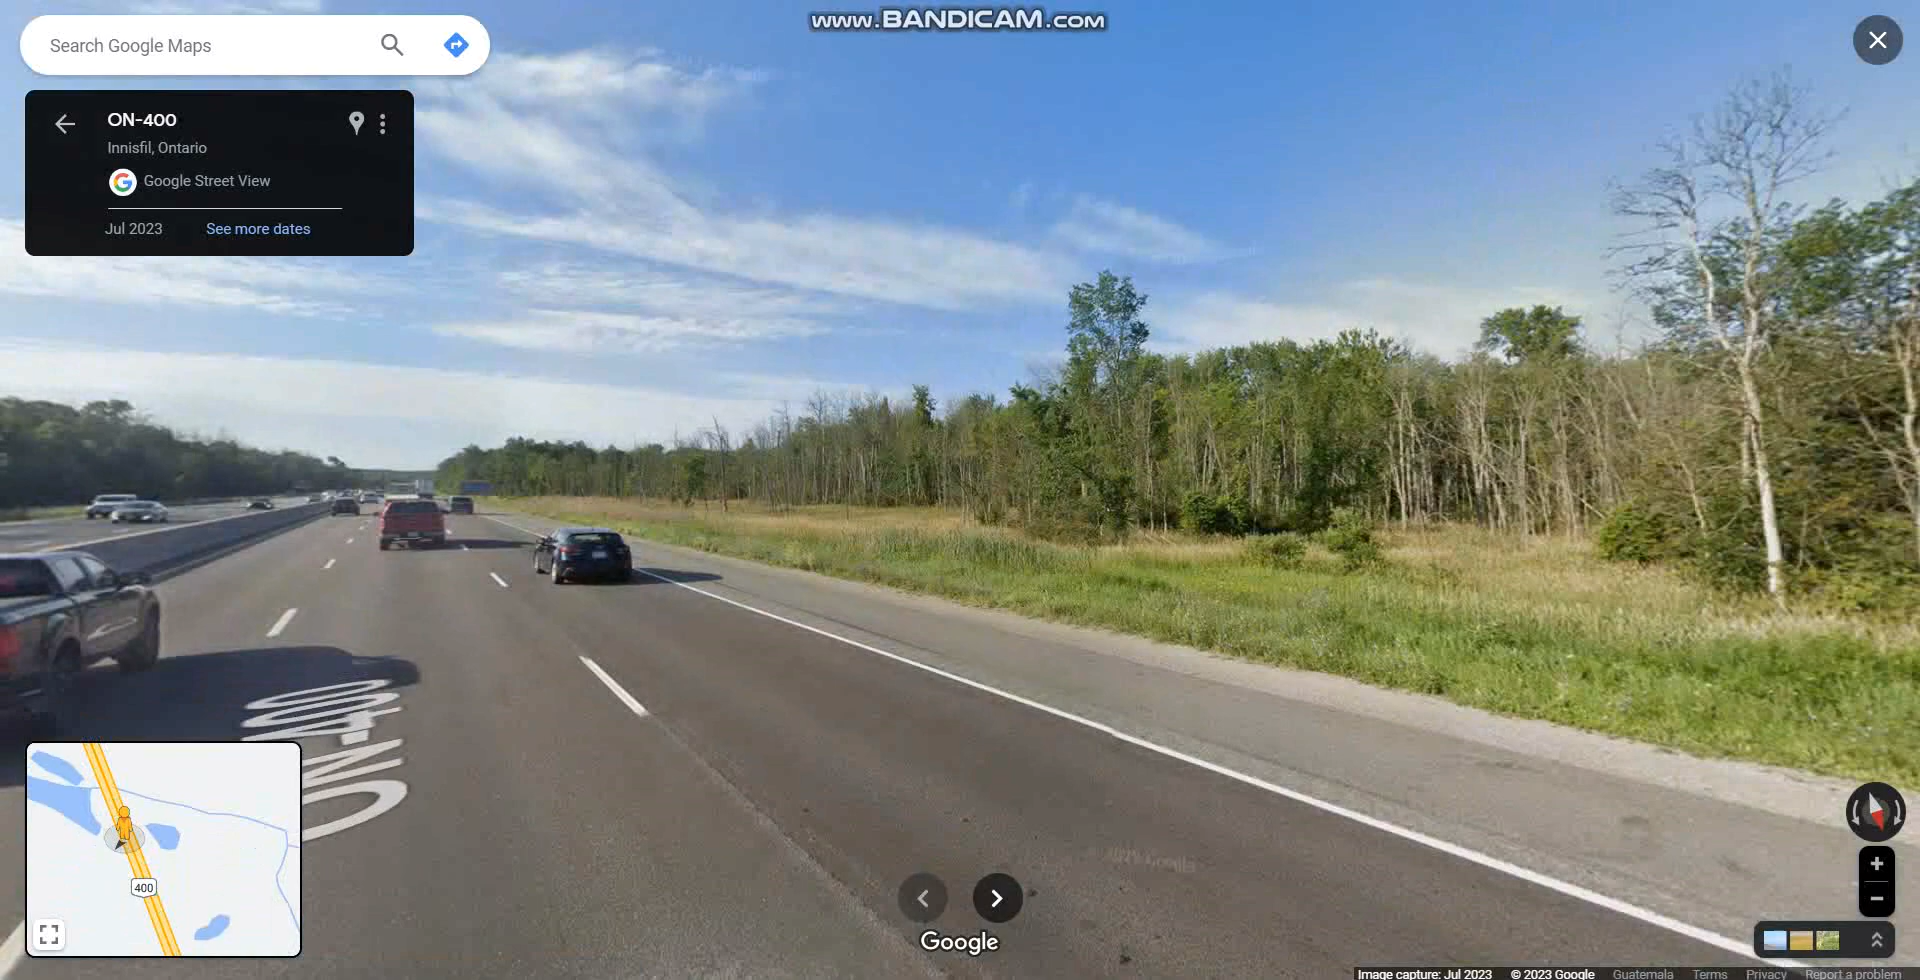 www.BANDICAM.com
Search Google Maps
ON-400
Innisfil, Ontario
Google Street View
Jul 2023
See more dates
ON-400
400
Google
Image capture: Jul 2023 © 2023 Google Guatemala Terms Privacy Report a problem